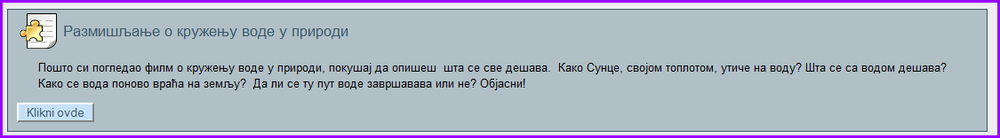 Размишљање о кружењу воде у природи
Пошто си погледао филм о кружењу воде у природи, покушај да опишеш  шта се све дешава.  Како Сунце, својом топлотом, утиче на воду? Шта се са водом дешава?
Како се вода поново враћа на земљу?  Да ли се ту пут воде завршавава или не? Објасни!
Klikni ovde